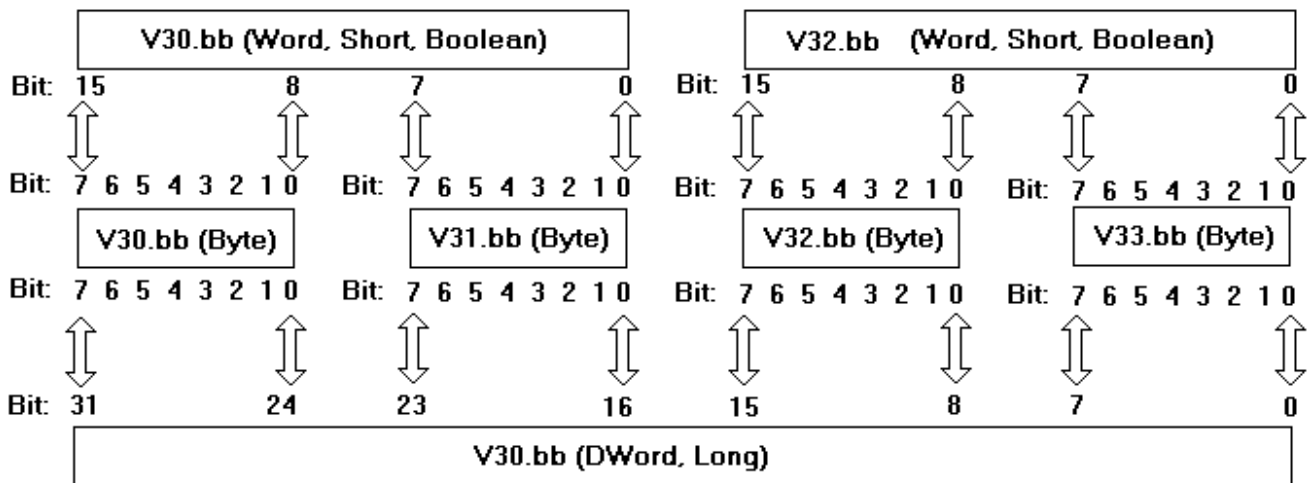 V30.bb (Word, Short, Boolean) V32.bb (Word, Short, Boolean)
Bit: 15 8 7 0 Bit: 15 8 7 0
Bit: 7 6 5 4 3 2 1 0 Bit: 7 6 5 4 3 2 1 0 Bit: 7 6 5 4 3 2 1 0 Bit: 7 6 5 4 3 2 1 0
V30.bb (Byte) V31.bb (Byte) V32.bb (Byte) V33.bb (Byte)
Bit: 7 6 5 4 3 2 1 0 Bit: 7 6 5 4 3 2 1 0 Bit: 7 6 5 4 3 2 1 0 Bit: 7 6 5 4 3 2 1 0
Bit: 31 24 23 16 15 8 7 0
V30.bb (DWord, Long)